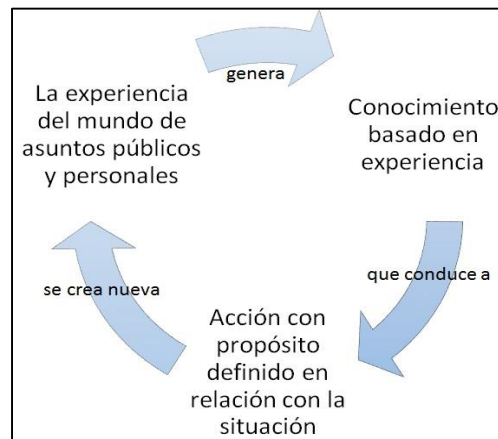 genera
La experiencia
del mundo de
asuntos públicos
y personales
Conocimiento
basado en
experiencia
que conduce a
Acción con
propósito
definido en
relación con la
situación
se crea nueva